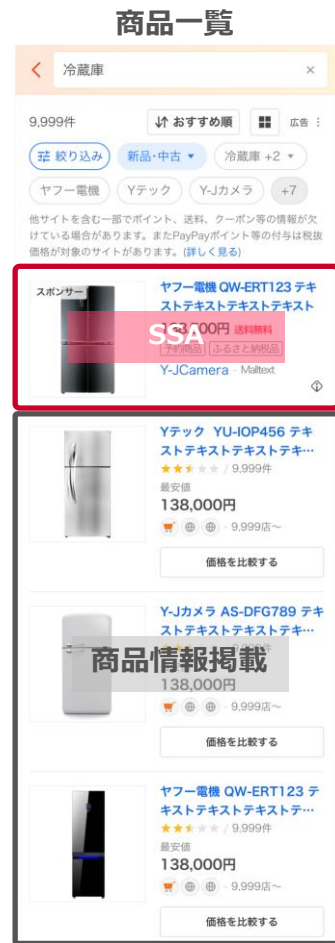 商品一覧
冷蔵庫 ×
9,999件 おすすめ順 広告
絞り込み 新品・中古 冷蔵庫 +2
ヤフー電機 Yテック Y-Jカメラ +7
他サイトを含む一部でポイント、送料、クーポン等の情報が欠
けている場合があります。またPayPayポイント等の付与は税抜
価格が対象のサイトがあります。(詳しく見る)
スポンサー
ヤフー電機 QW-ERT123 テキ
ストテキストテキストテキスト
138,000円 送料無料
SSA
予約商品 ふるさと納税品
Y-JCamera - Malltext
Yテック YU-IOP456 テキ
ストテキストテキストテキ…
/ 9,999件
最安値
138,000円
- 9,999店～
価格を比較する
Y-Jカメラ AS-DFG789 テキ
ストテキストテキストテキ…
商品情報掲載
138,000円
- 9,999店～
価格を比較する
ヤフー電機 QW-ERT123 テ
キストテキストテキストテ…
/ 9,999件
最安値
138,000円
- 9,999店～
価格を比較する